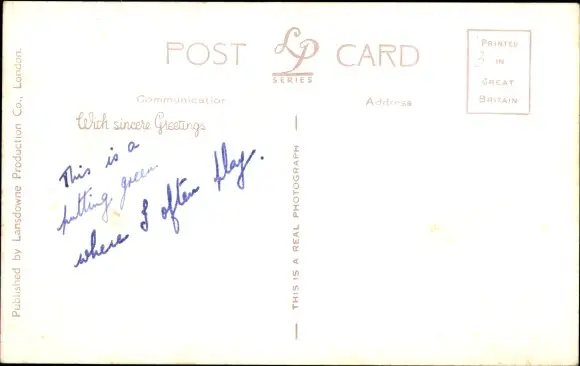 POST LP CARD
SERIES
PRINTED
IN
GREAT
BRITAIN
Communication
Address
With sincere Greetings
This is a
putting green
where I often play.
THIS IS A REAL PHOTOGRAPH
Published by Lansdowne Production Co., London.